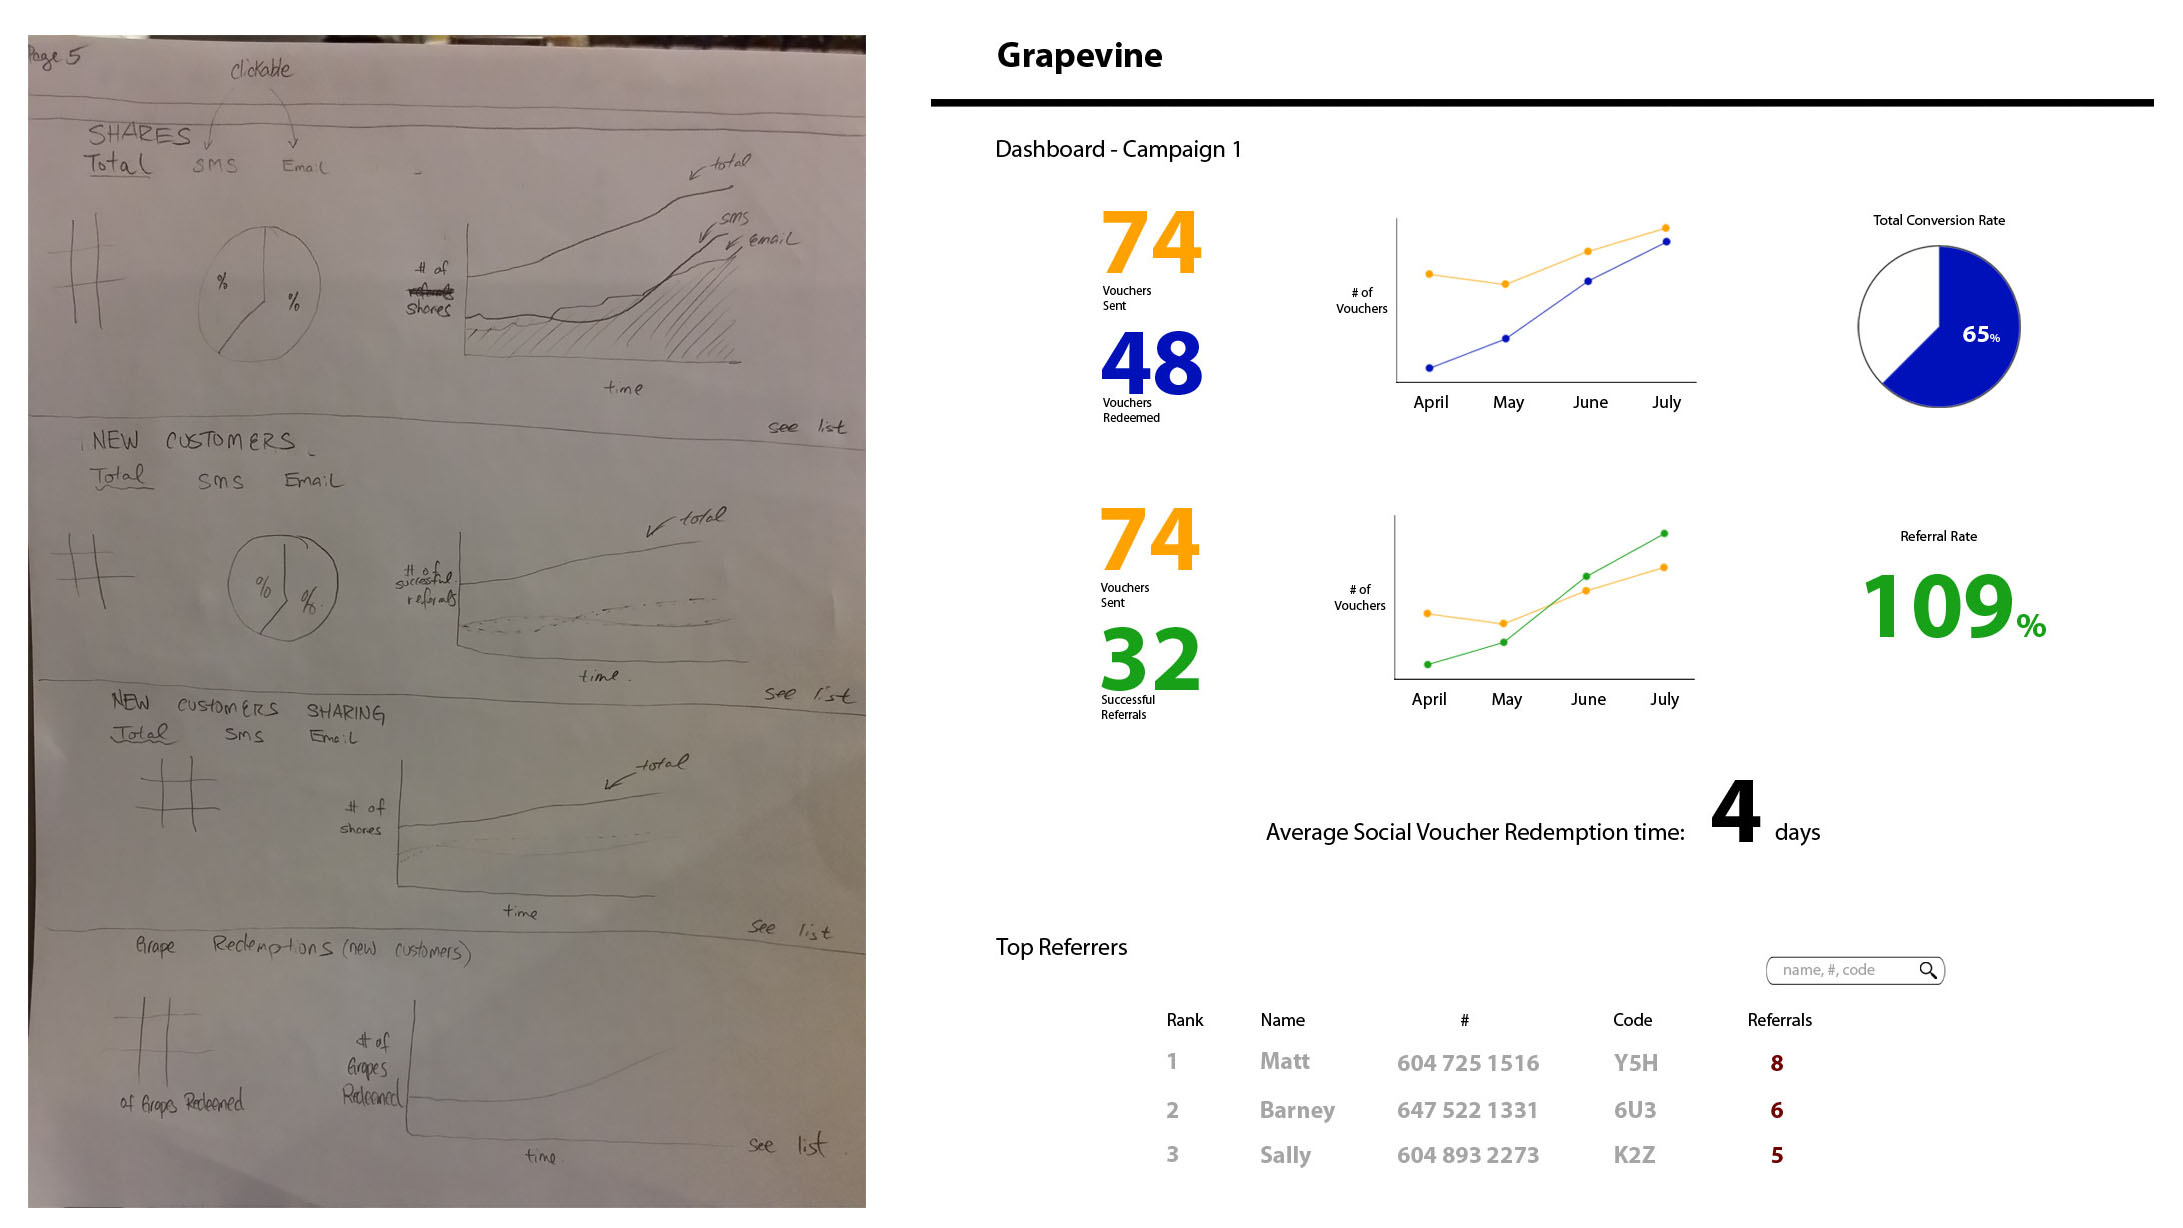 Page 5
clickable
SHARES
Total SMS Email
total
SMS
Email
% %
# of
shares
time
see list
NEW CUSTOMERS
Total SMS Email
total
% %
# of
successful
referrals
time.
see list
NEW CUSTOMERS SHARING
Total SMS Email
total
# of
shares
time
see list
Grape Redemptions (new customers)
# of
Grapes
Redeemed
of Grapes Redeemed
time.
see list.
Grapevine
Dashboard - Campaign 1
74
Vouchers
Sent
48
Vouchers
Redeemed
# of
Vouchers
April May June July
Total Conversion Rate
65%
74
Vouchers
Sent
32
Successful
Referrals
# of
Vouchers
April May June July
Referral Rate
109%
Average Social Voucher Redemption time: 4 days
Top Referrers
name, #, code
Rank Name # Code Referrals
1 Matt 604 725 1516 Y5H 8
2 Barney 647 522 1331 6U3 6
3 Sally 604 893 2273 K2Z 5